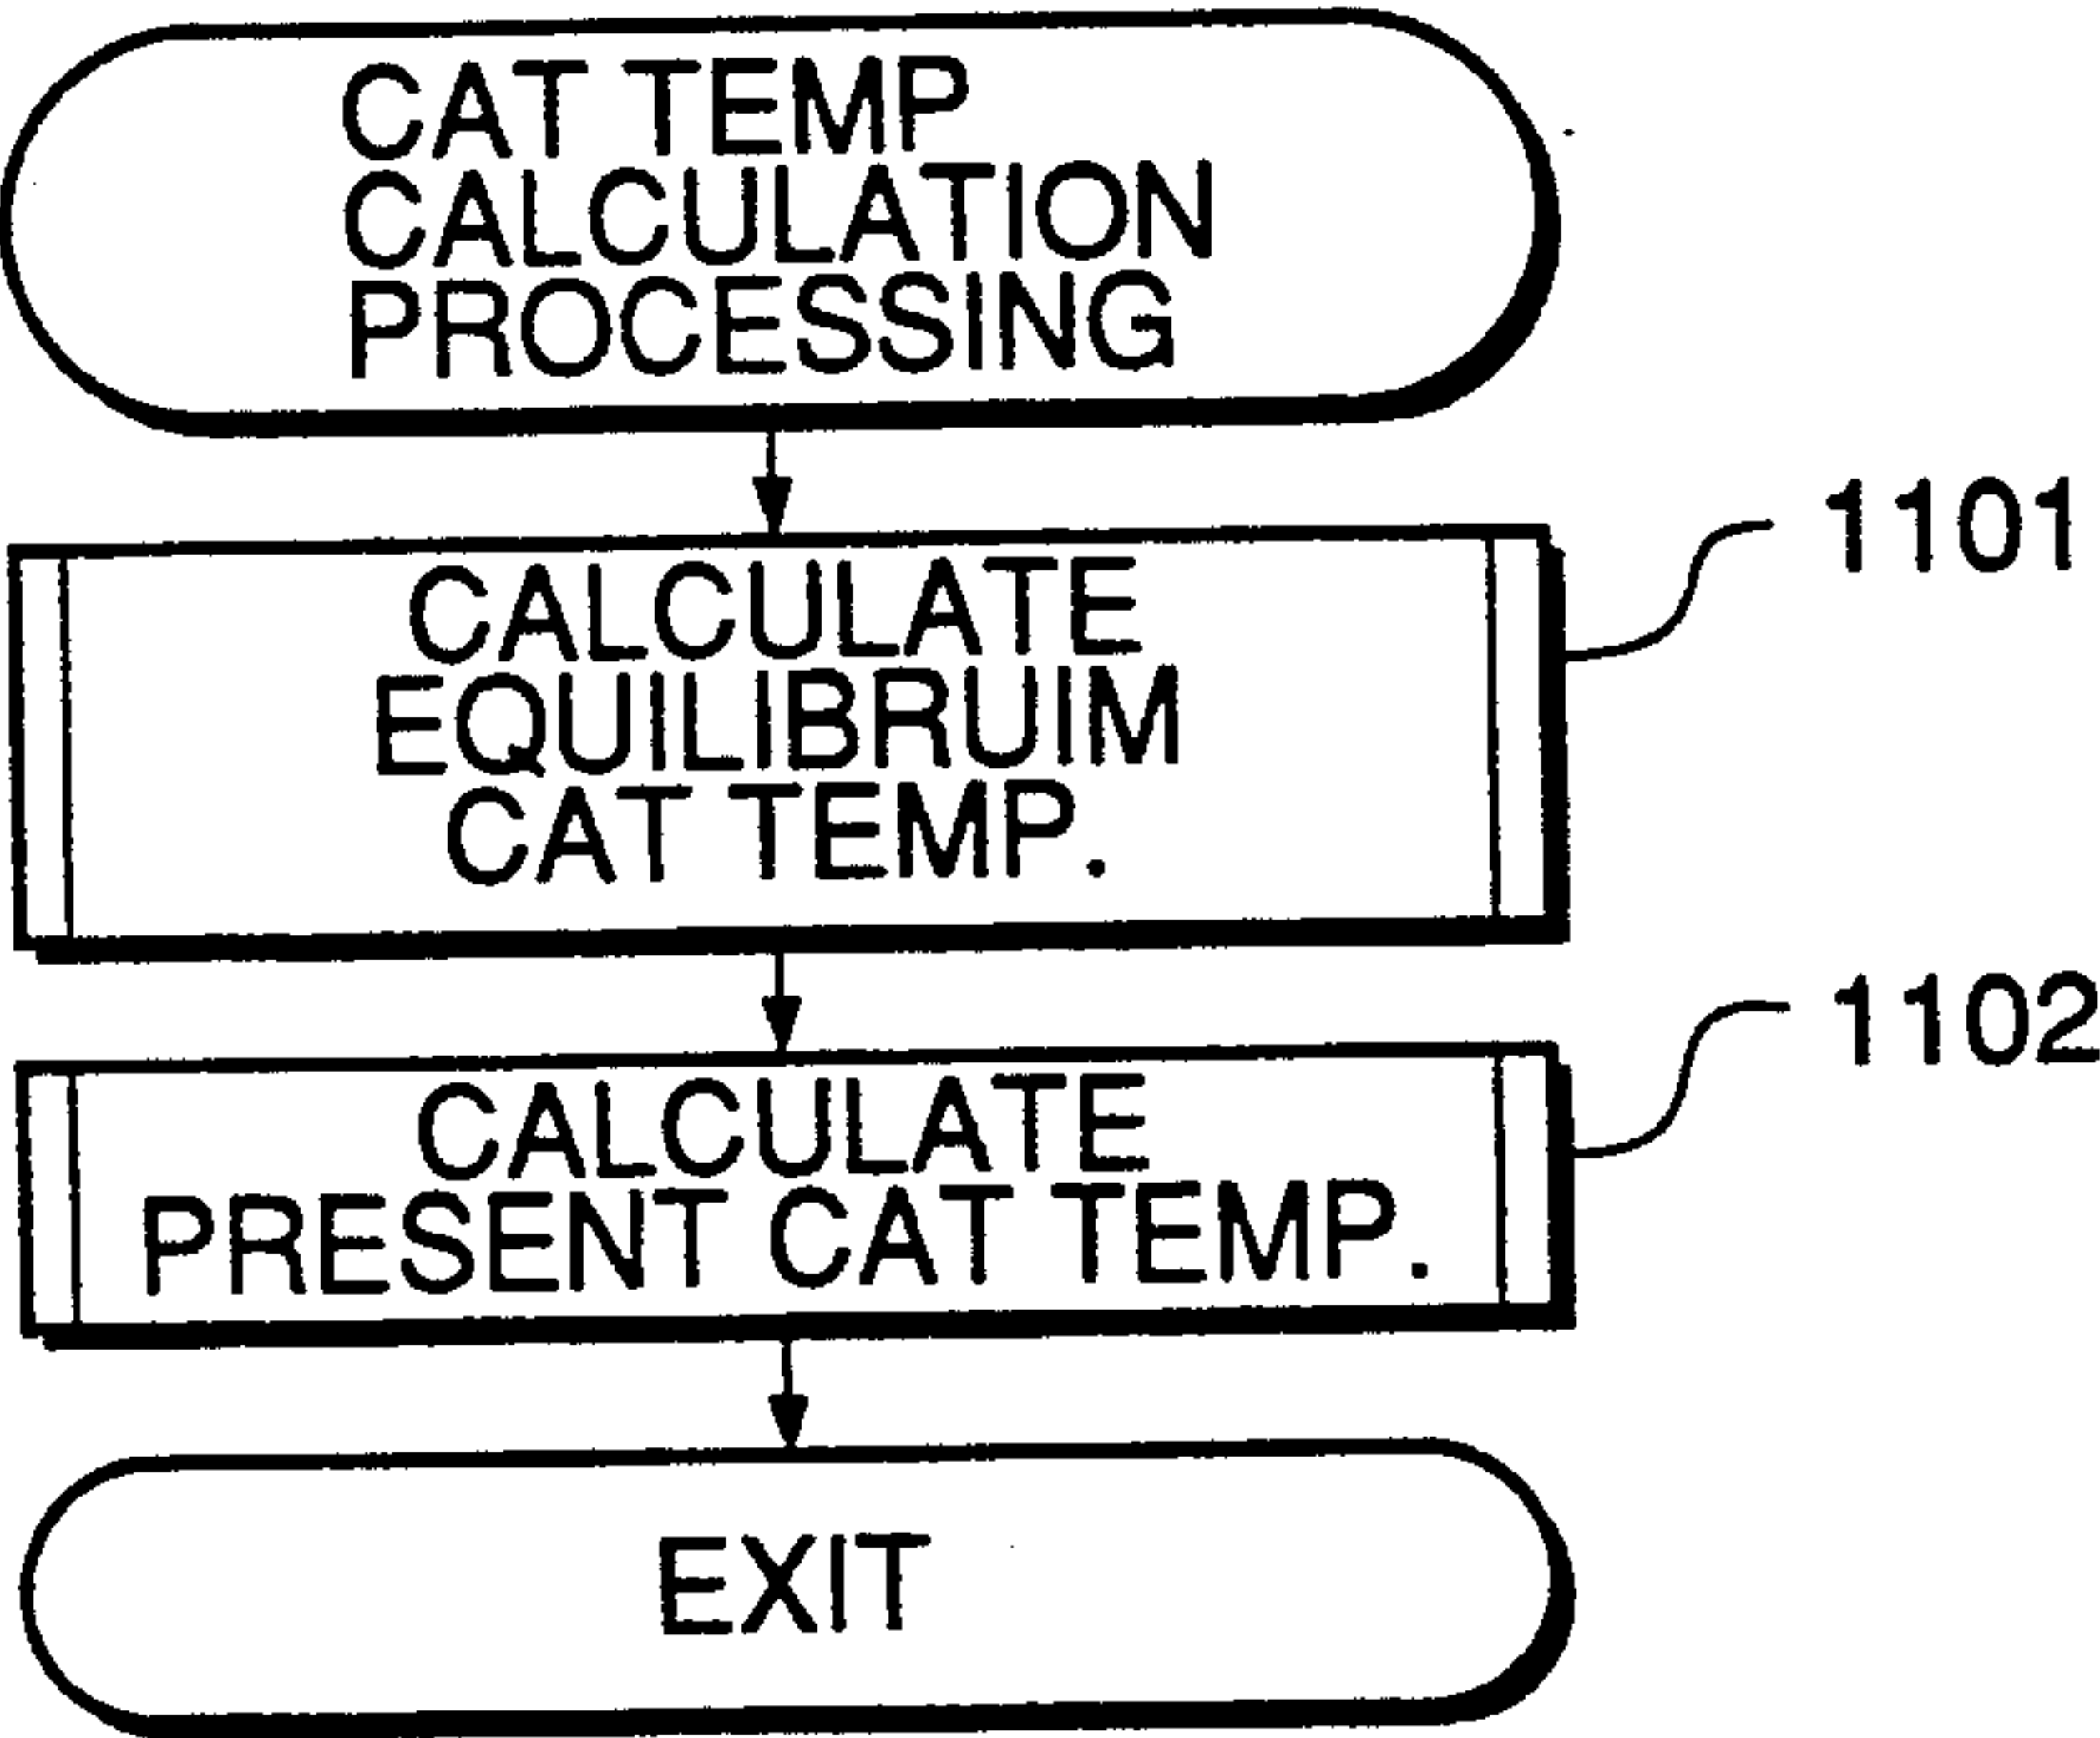 CAT TEMP
CALCULATION
PROCESSING
1101
CALCULATE
EQUILIBRUIM
CAT TEMP.
1102
CALCULATE
PRESENT CAT TEMP.
EXIT